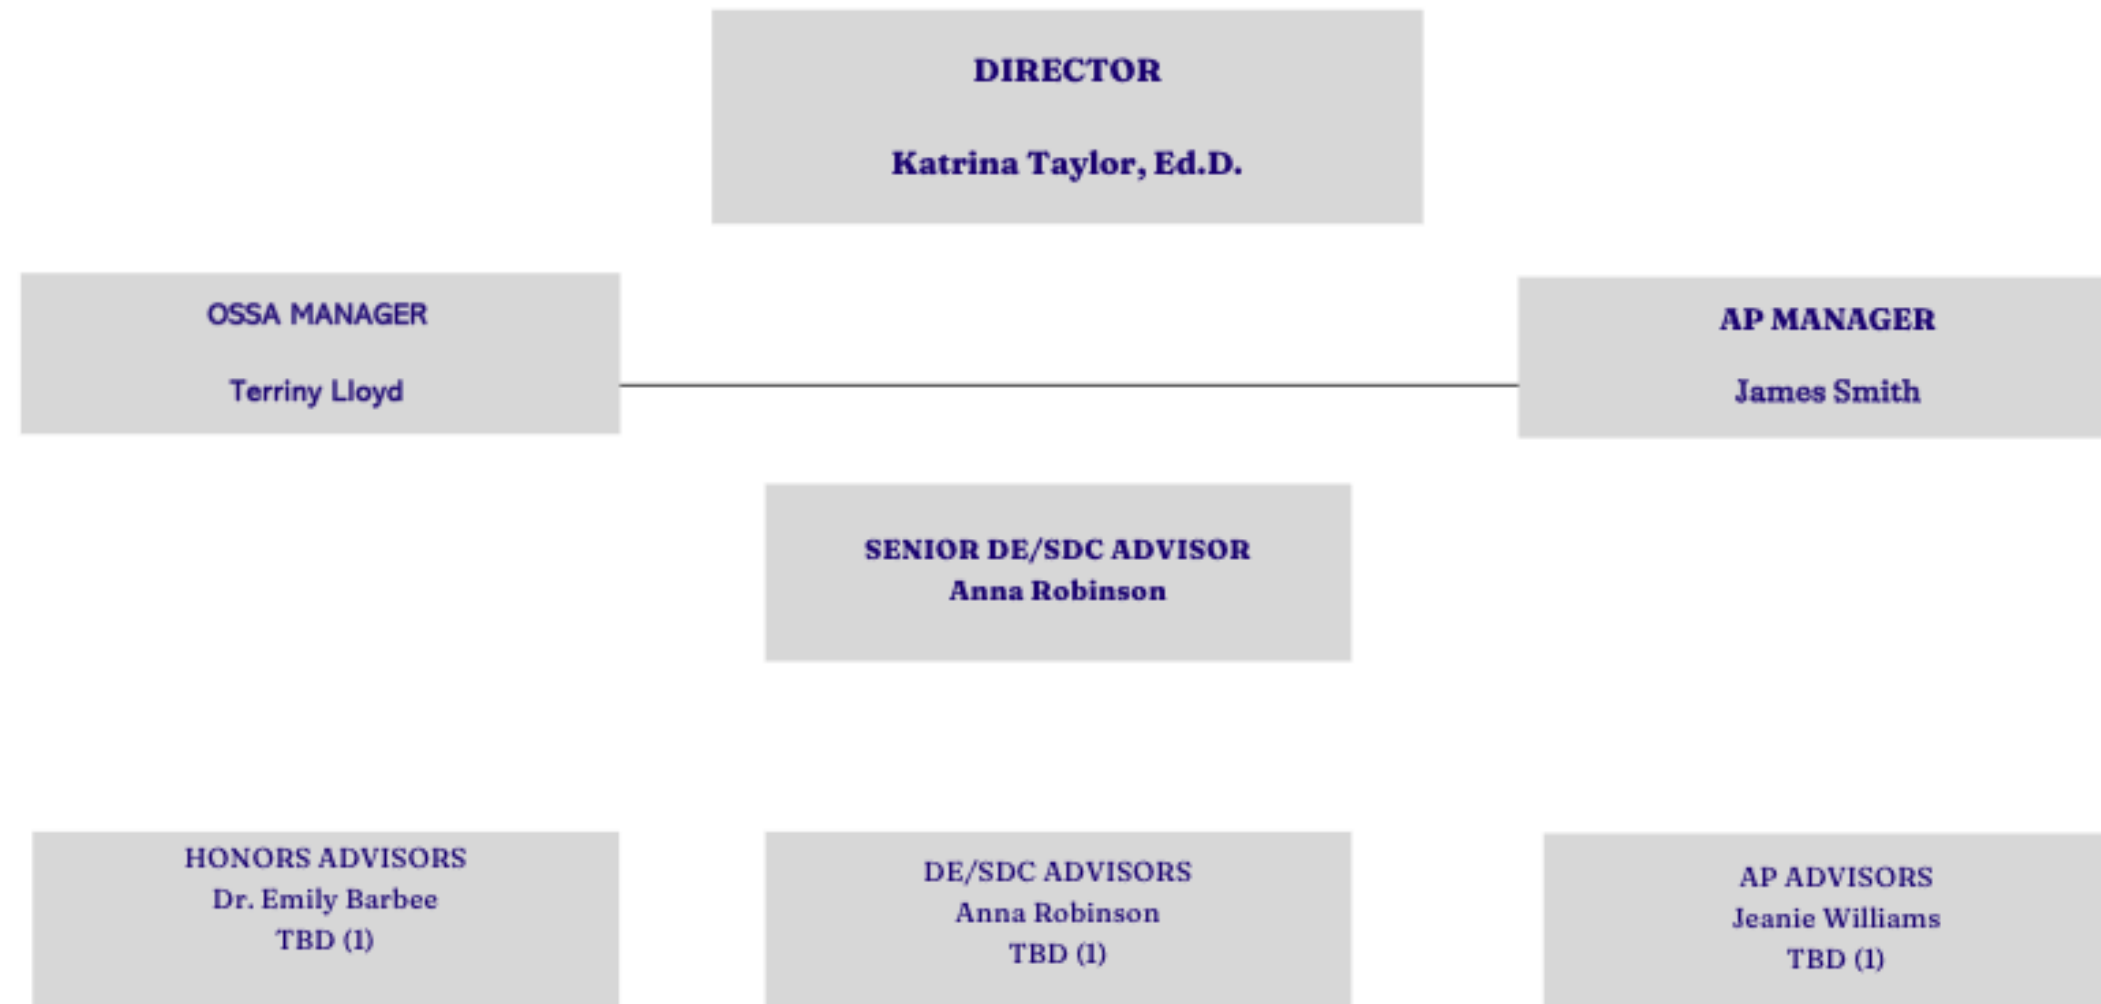 DIRECTOR
Katrina Taylor, Ed.D.
OSSA MANAGER
Terriny Lloyd
AP MANAGER
James Smith
SENIOR DE/SDC ADVISOR
Anna Robinson
HONORS ADVISORS
Dr. Emily Barbee
TBD (1)
DE/SDC ADVISORS
Anna Robinson
TBD (1)
AP ADVISORS
Jeanie Williams
TBD (1)